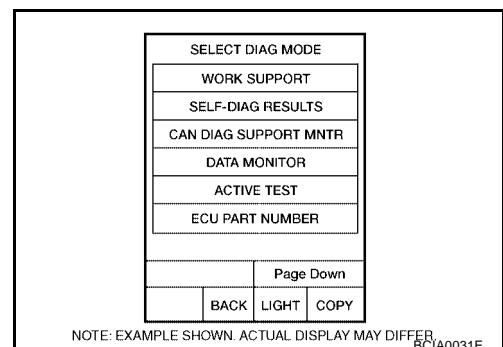 SELECT DIAG MODE
WORK SUPPORT
SELF-DIAG RESULTS
CAN DIAG SUPPORT MNTR
DATA MONITOR
ACTIVE TEST
ECU PART NUMBER
Page Down
BACK LIGHT COPY
NOTE: EXAMPLE SHOWN. ACTUAL DISPLAY MAY DIFFER.
BCIA0031E